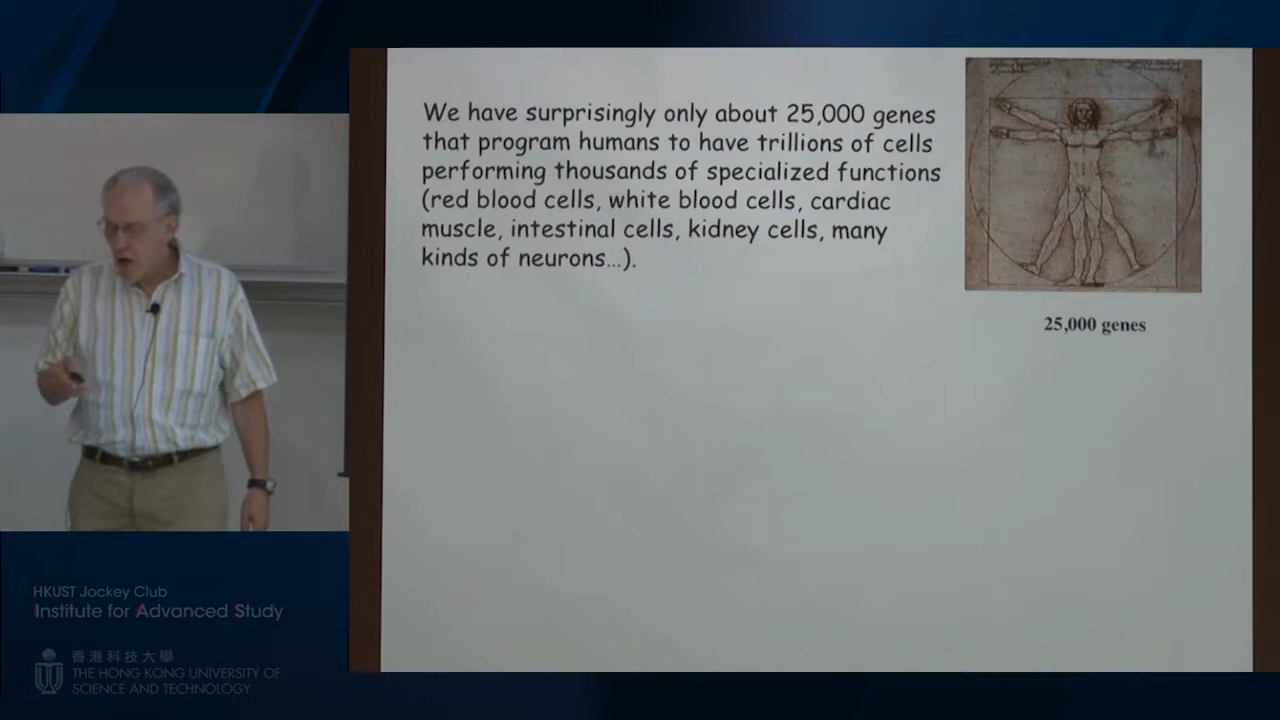 We have surprisingly only about 25,000 genes
that program humans to have trillions of cells
performing thousands of specialized functions
(red blood cells, white blood cells, cardiac
muscle, intestinal cells, kidney cells, many
kinds of neurons...).
25,000 genes
HKUST Jockey Club
Institute for Advanced Study
香港科技大學
THE HONG KONG UNIVERSITY OF
SCIENCE AND TECHNOLOGY